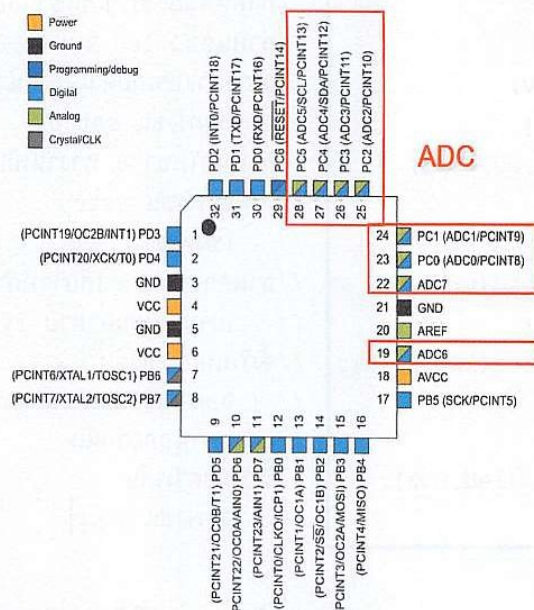 Power
Ground
Programming/debug
Digital
Analog
Crystal/CLK
PD2 (INT0/PCINT18)
PD1 (TXD/PCINT17)
PD0 (RXD/PCINT16)
PC6 (RESET/PCINT14)
PC5 (ADC5/SCL/PCINT13)
PC4 (ADC4/SDA/PCINT12)
PC3 (ADC3/PCINT11)
PC2 (ADC2/PCINT10)
32 31 30 29 28 27 26 25
ADC
(PCINT19/OC2B/INT1) PD3 1
(PCINT20/XCK/T0) PD4 2
GND 3
VCC 4
GND 5
VCC 6
(PCINT6/XTAL1/TOSC1) PB6 7
(PCINT7/XTAL2/TOSC2) PB7 8
24 PC1 (ADC1/PCINT9)
23 PC0 (ADC0/PCINT8)
22 ADC7
21 GND
20 AREF
19 ADC6
18 AVCC
17 PB5 (SCK/PCINT5)
9 10 11 12 13 14 15 16
(PCINT21/OC0B/T1) PD5
(PCINT22/OC0A/AIN0) PD6
(PCINT23/AIN1) PD7
(PCINT0/CLKO/ICP1) PB0
(PCINT1/OC1A) PB1
(PCINT2/SS/OC1B) PB2
(PCINT3/OC2A/MOSI) PB3
(PCINT4/MISO) PB4